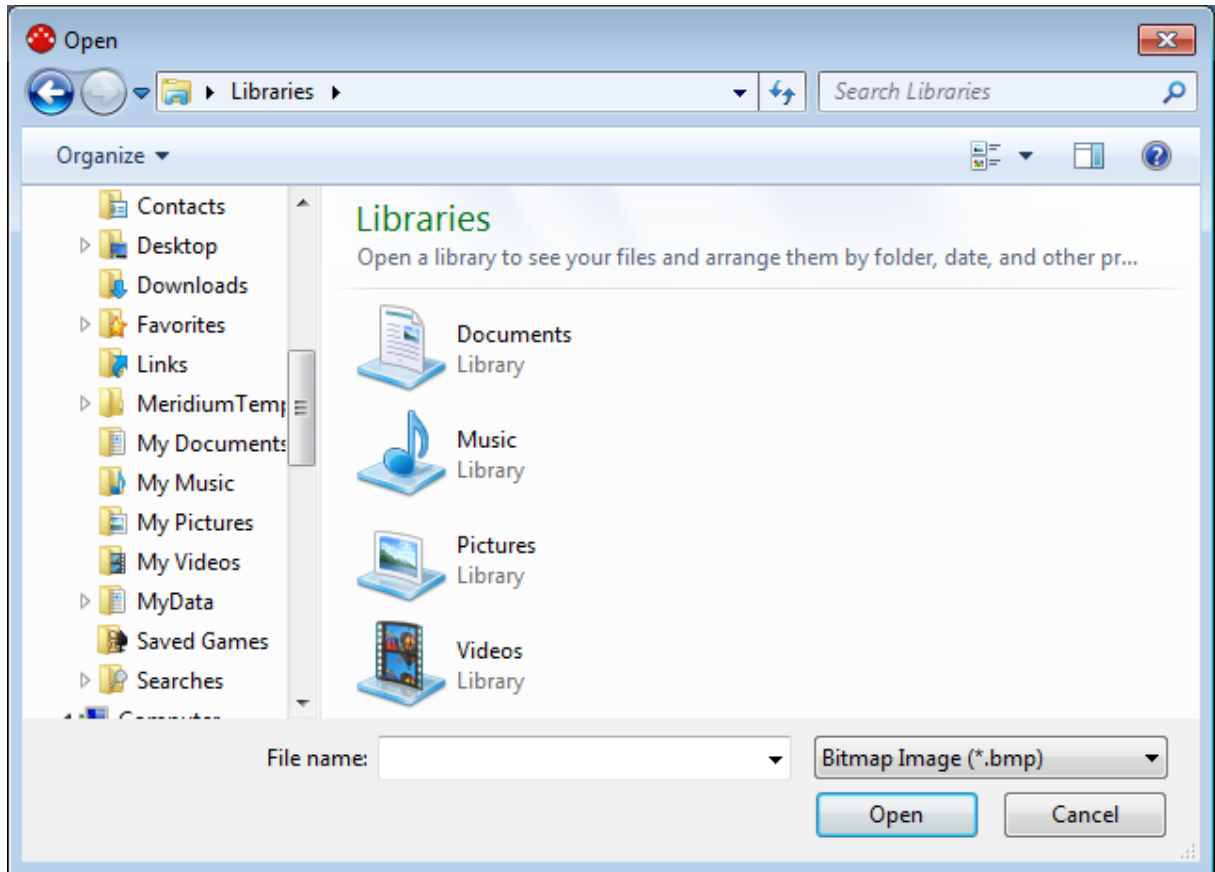 Open
Libraries
Search Libraries
Organize
Contacts
Desktop
Downloads
Favorites
Links
MeridiumTemp
My Documents
My Music
My Pictures
My Videos
MyData
Saved Games
Searches
Computer
Libraries
Open a library to see your files and arrange them by folder, date, and other pr...
Documents
Library
Music
Library
Pictures
Library
Videos
Library
File name:
Bitmap Image (*.bmp)
Open
Cancel